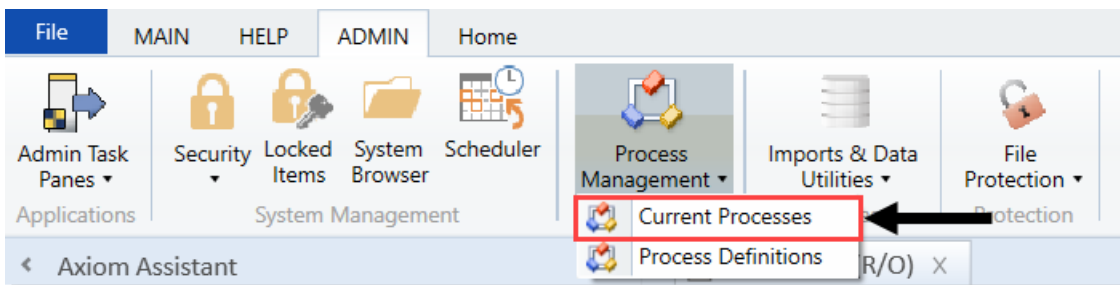 File MAIN HELP ADMIN Home
Admin Task Panes
Security
Locked Items
System Browser
Scheduler
Process Management
Imports & Data Utilities
File Protection
Applications
System Management
Current Processes
Process Definitions
Axiom Assistant
R/O) X